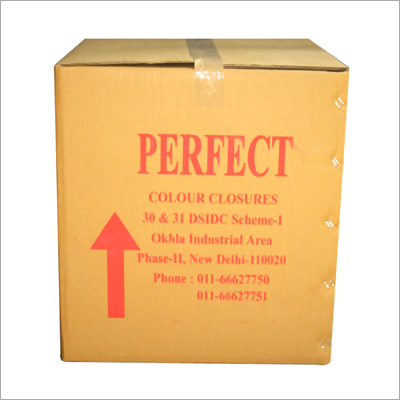 PERFECT
COLOUR CLOSURES
30 & 31 DSIDC Scheme-I
Okhla Industrial Area
Phase-II, New Delhi-110020
Phone : 011-66627750
011-66627751